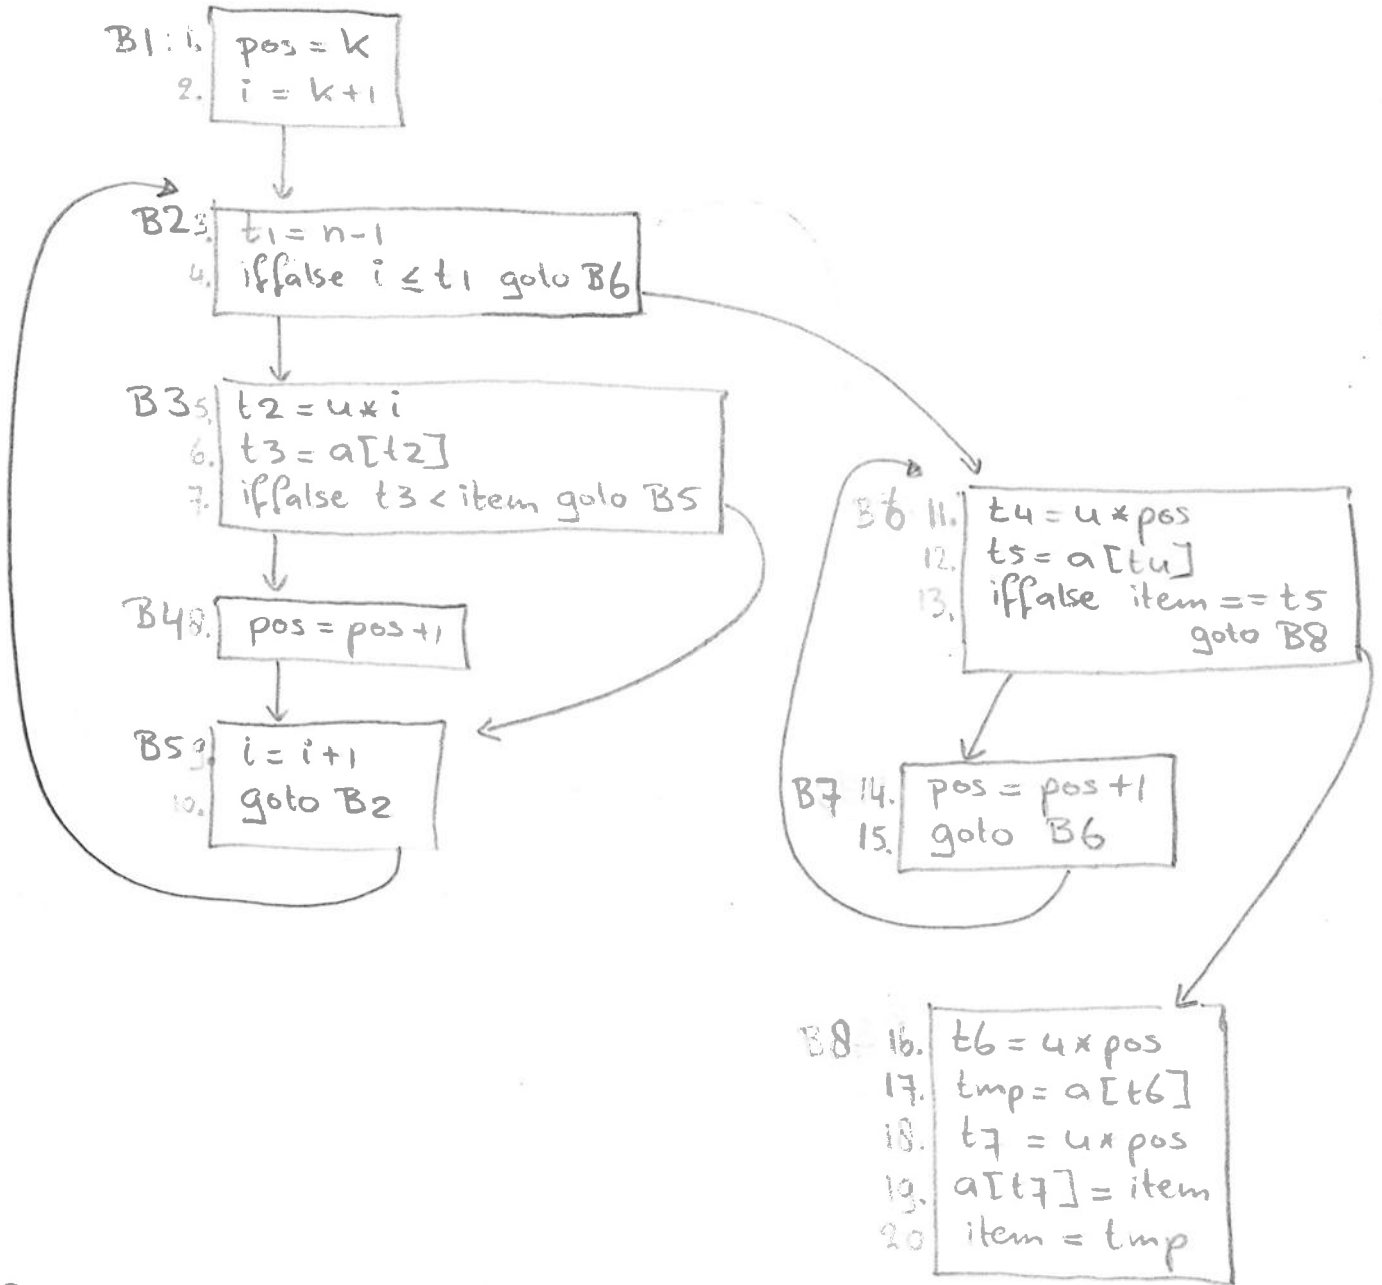 B1: 1. pos = k
2. i = k+1
B2 3. t1 = n-1
4. iffalse i ≤ t1 goto B6
B3 5. t2 = 4*i
6. t3 = a[t2]
7. iffalse t3 < item goto B5
B4 8. pos = pos+1
B5 9. i = i+1
10. goto B2
B6 11. t4 = 4*pos
12. t5 = a[t4]
13. iffalse item == t5
goto B8
B7 14. pos = pos+1
15. goto B6
B8 16. t6 = 4*pos
17. tmp = a[t6]
18. t7 = 4*pos
19. a[t7] = item
20 item = tmp